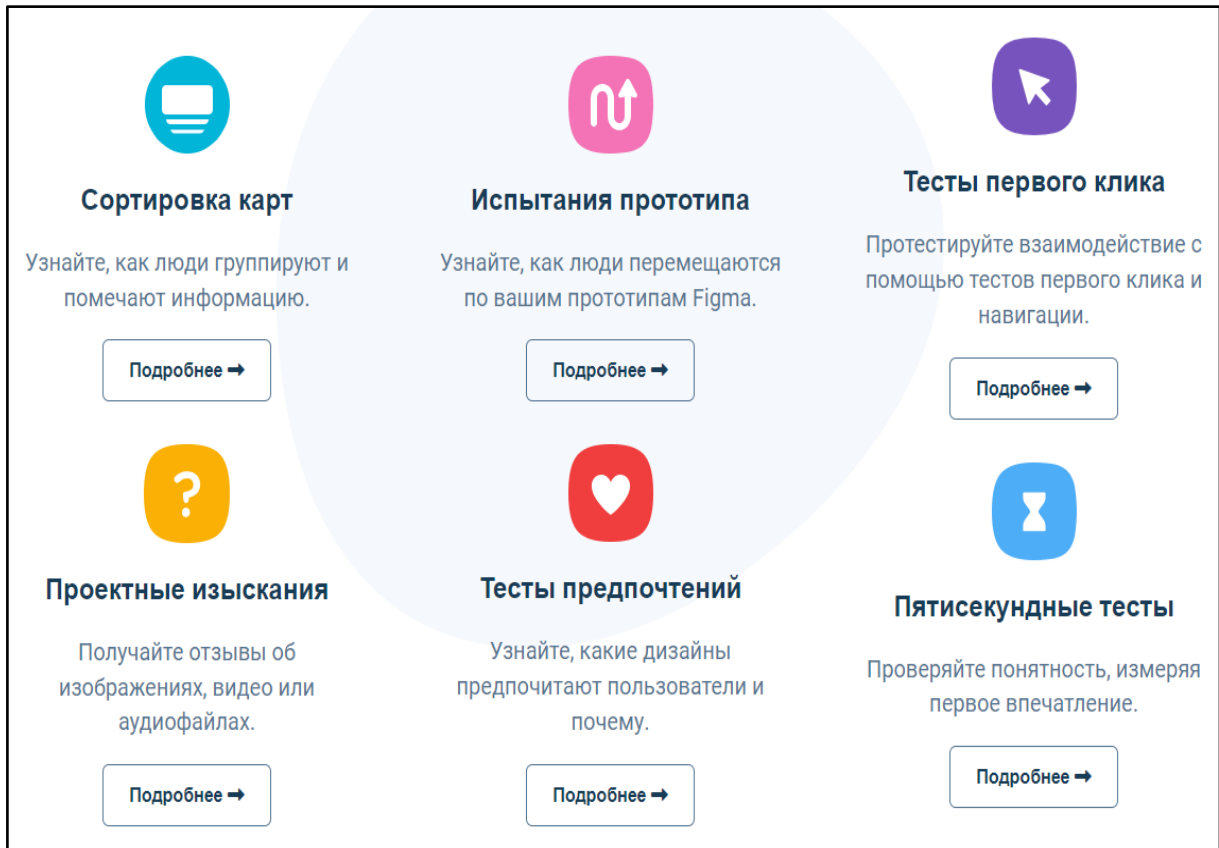 Сортировка карт
Узнайте, как люди группируют и
помечают информацию.
Подробнее ➞
Испытания прототипа
Узнайте, как люди перемещаются
по вашим прототипам Figma.
Подробнее ➞
Тесты первого клика
Протестируйте взаимодействие с
помощью тестов первого клика и
навигации.
Подробнее ➞
?
Проектные изыскания
Получайте отзывы об
изображениях, видео или
аудиофайлах.
Подробнее ➞
Тесты предпочтений
Узнайте, какие дизайны
предпочитают пользователи и
почему.
Подробнее ➞
Пятисекундные тесты
Проверяйте понятность, измеряя
первое впечатление.
Подробнее ➞